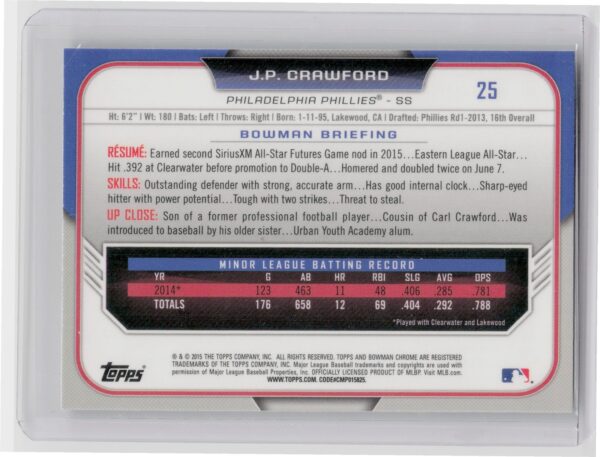 J.P. CRAWFORD
25
PHILADELPHIA PHILLIES® - SS
Ht: 6'2" | Wt: 180 | Bats: Left | Throws: Right | Born: 1-11-95, Lakewood, CA | Drafted: Phillies Rd1-2013, 16th Overall
BOWMAN BRIEFING
RÉSUMÉ: Earned second SiriusXM All-Star Futures Game nod in 2015...Eastern League All-Star...
Hit .392 at Clearwater before promotion to Double-A...Homered and doubled twice on June 7.
SKILLS: Outstanding defender with strong, accurate arm...Has good internal clock...Sharp-eyed
hitter with power potential...Tough with two strikes...Threat to steal.
UP CLOSE: Son of a former professional football player...Cousin of Carl Crawford...Was
introduced to baseball by his older sister...Urban Youth Academy alum.
MINOR LEAGUE BATTING RECORD
YR G AB HR RBI SLG AVG OPS
2014* 123 463 11 48 .406 .285 .781
TOTALS 176 658 12 69 .404 .292 .788
*Played with Clearwater and Lakewood
® & © 2015 THE TOPPS COMPANY, INC. ALL RIGHTS RESERVED. TOPPS AND BOWMAN CHROME ARE REGISTERED
TRADEMARKS OF THE TOPPS COMPANY, INC. Major League Baseball trademarks and copyrights are used with
permission of Major League Baseball Properties, Inc. OFFICIALLY LICENSED PRODUCT OF MLBP. Visit MLB.com.
WWW.TOPPS.COM. CODE#CMP015825.
Topps